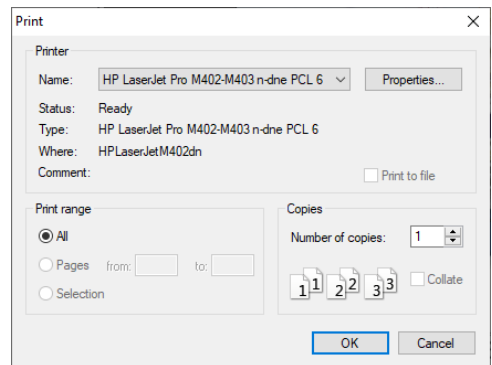 Print
Printer
Name: HP LaserJet Pro M402-M403 n-dne PCL 6 Properties...
Status: Ready
Type: HP LaserJet Pro M402-M403 n-dne PCL 6
Where: HPLaserJetM402dn
Comment: Print to file
Print range
All
Pages from: to:
Selection
Copies
Number of copies: 1
1 1 2 2 3 3 Collate
OK Cancel